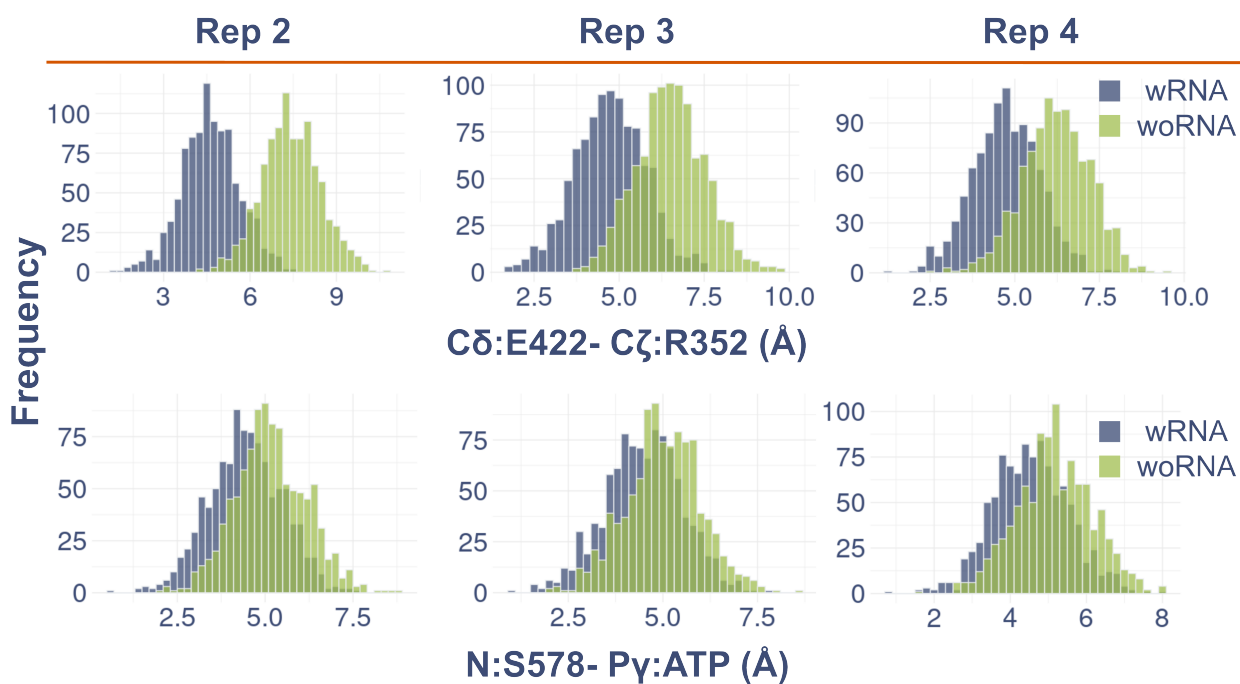 Rep 2 Rep 3 Rep 4
100 75 50 25 0
3 6 9
100 75 50 25 0
2.5 5.0 7.5 10.0
90 60 30 0
2.5 5.0 7.5 10.0
wRNA
woRNA
Cδ:E422- Cζ:R352 (Å)
Frequency
75 50 25 0
2.5 5.0 7.5
75 50 25 0
2.5 5.0 7.5
100 75 50 25 0
2 4 6 8
wRNA
woRNA
N:S578- Pγ:ATP (Å)